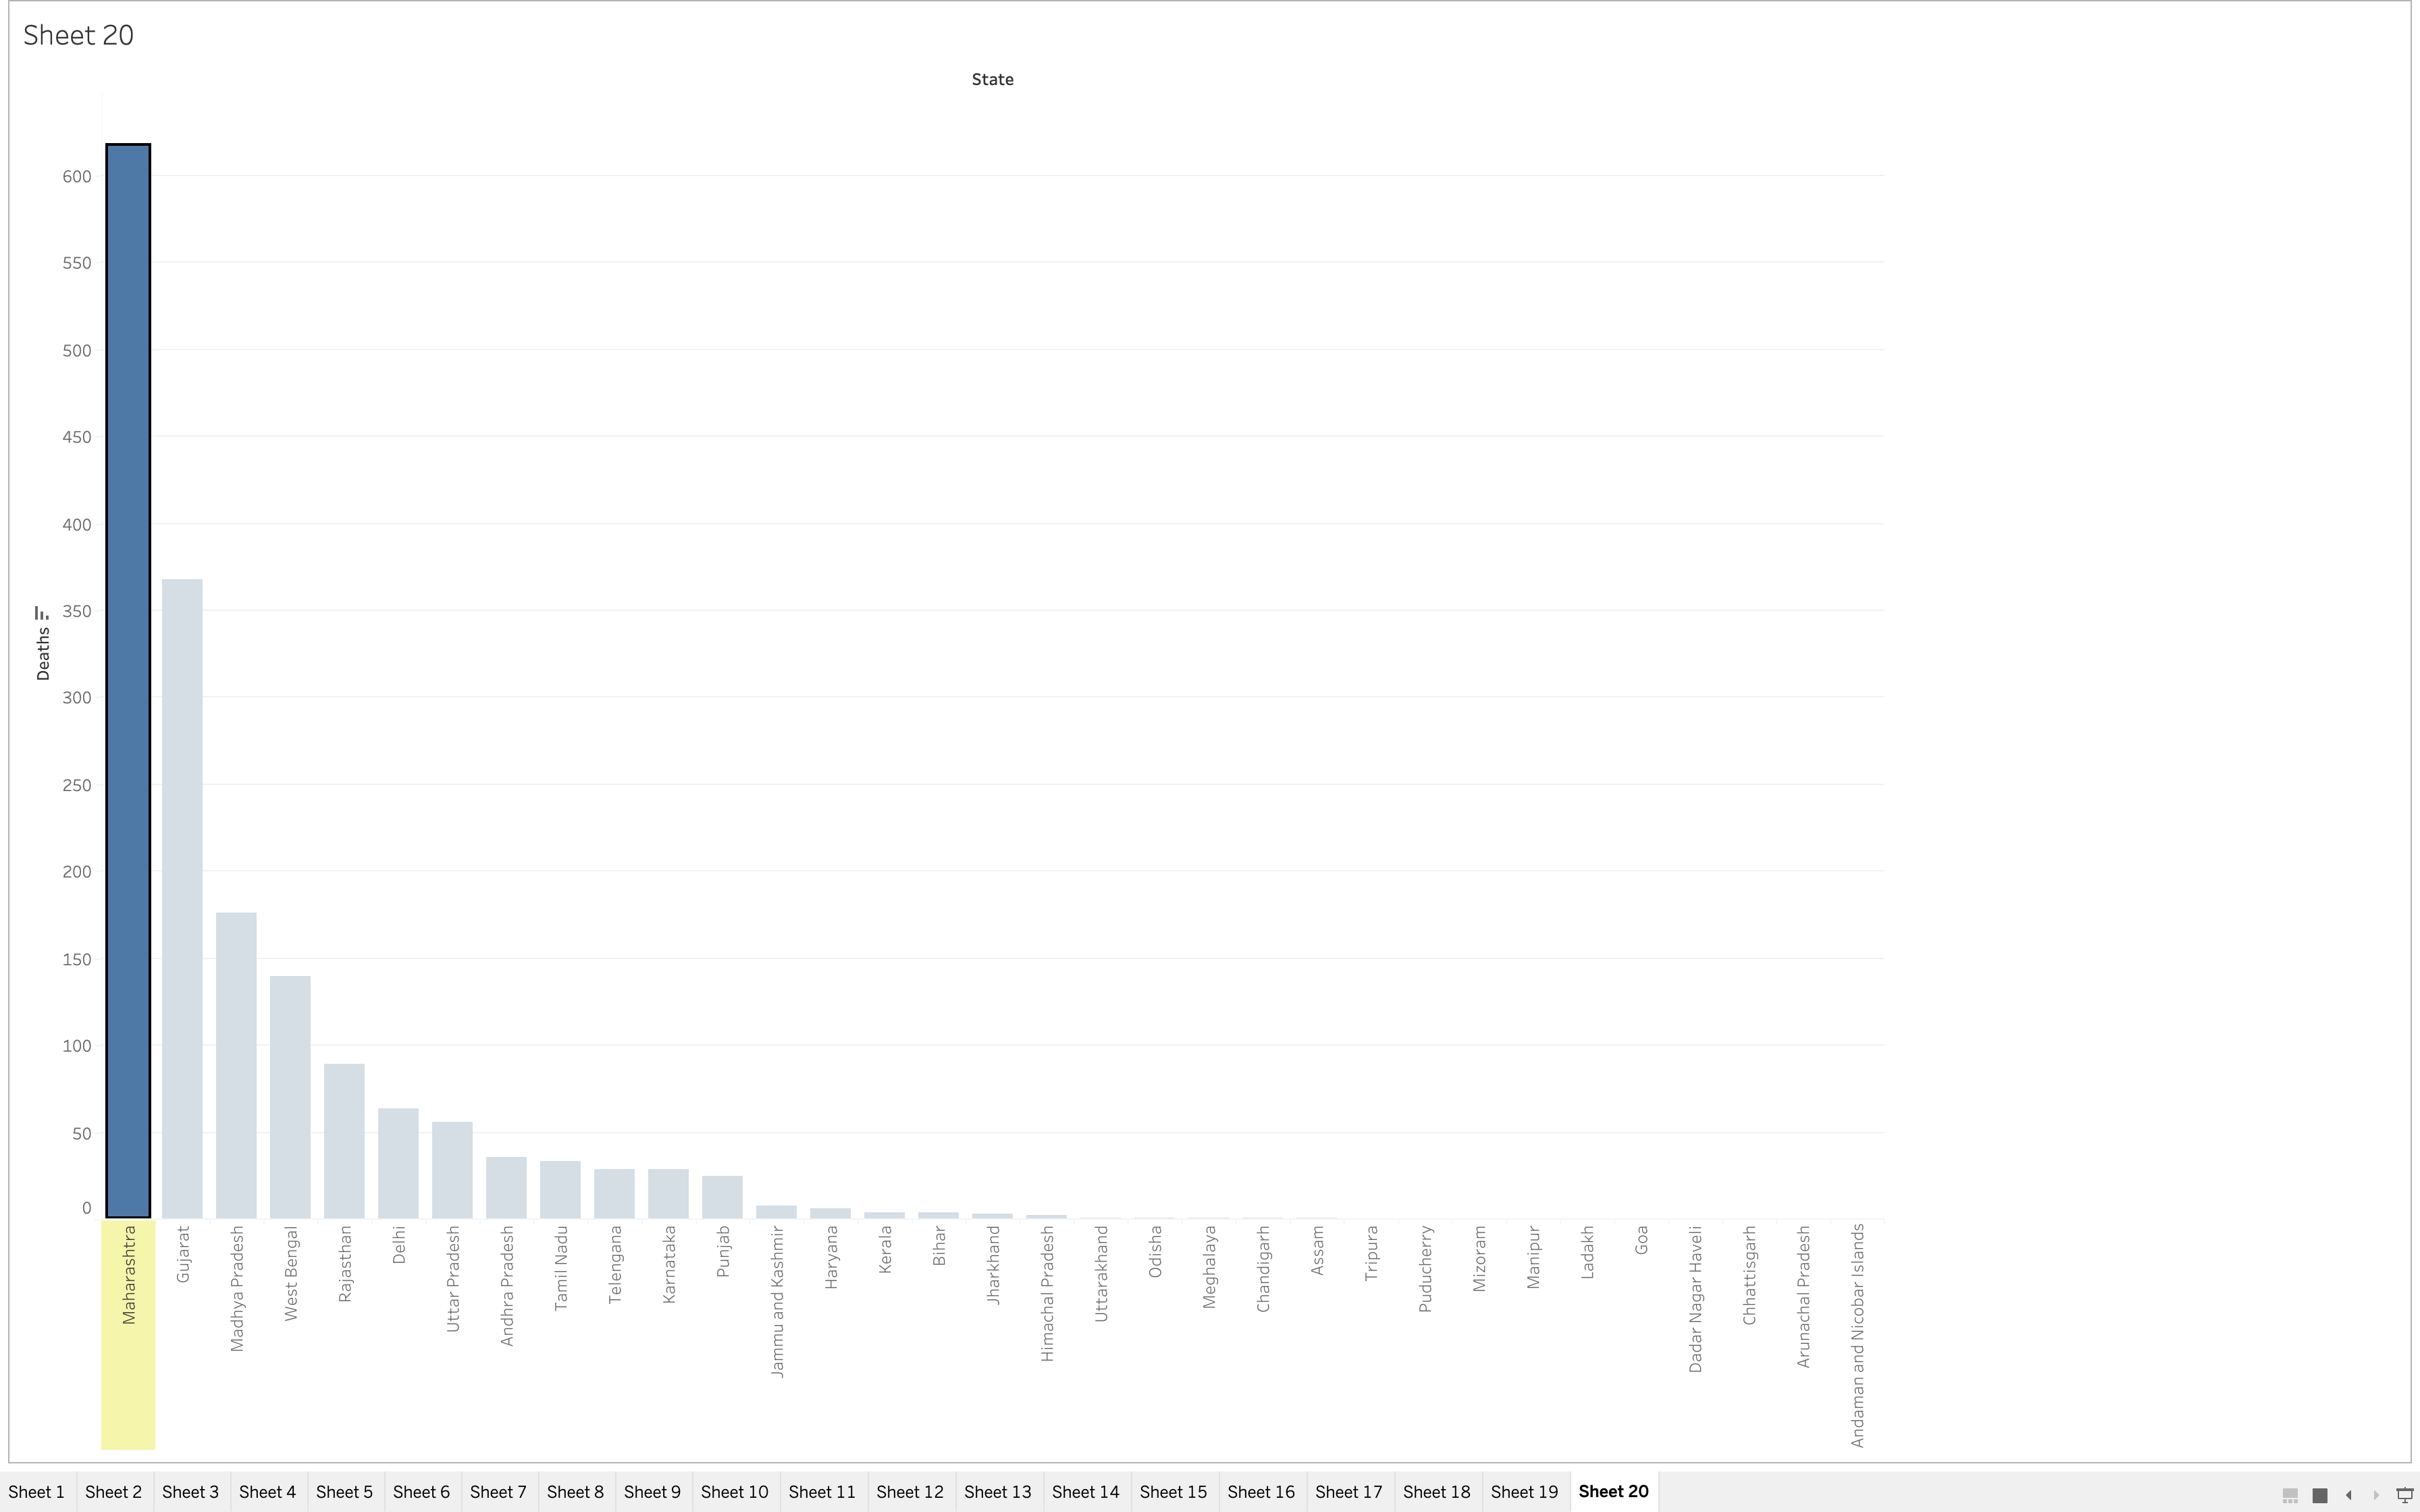 Sheet 20
State
600
550
500
450
400
350
300
250
200
150
100
50
0
Deaths
Maharashtra
Gujarat
Madhya Pradesh
West Bengal
Rajasthan
Delhi
Uttar Pradesh
Andhra Pradesh
Tamil Nadu
Telengana
Karnataka
Punjab
Jammu and Kashmir
Haryana
Kerala
Bihar
Jharkhand
Himachal Pradesh
Uttarakhand
Odisha
Meghalaya
Chandigarh
Assam
Tripura
Puducherry
Mizoram
Manipur
Ladakh
Goa
Dadar Nagar Haveli
Chhattisgarh
Arunachal Pradesh
Andaman and Nicobar Islands
Sheet 1 Sheet 2 Sheet 3 Sheet 4 Sheet 5 Sheet 6 Sheet 7 Sheet 8 Sheet 9 Sheet 10 Sheet 11 Sheet 12 Sheet 13 Sheet 14 Sheet 15 Sheet 16 Sheet 17 Sheet 18 Sheet 19 Sheet 20